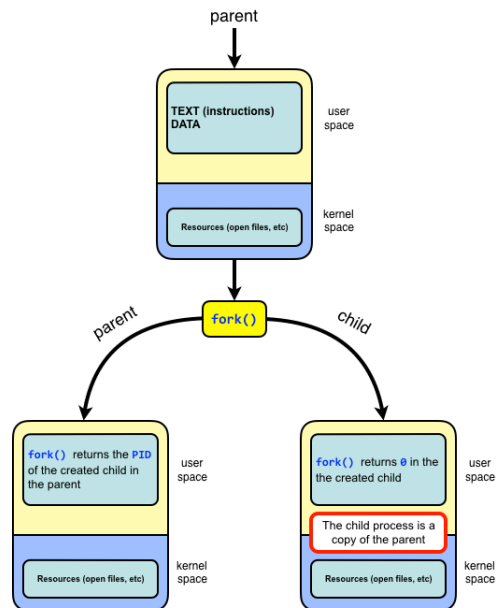 parent
TEXT (instructions)
DATA
user
space
kernel
space
Resources (open files, etc)
fork()
parent
child
fork() returns the PID
of the created child in
the parent
user
space
kernel
space
Resources (open files, etc)
fork() returns 0 in the
the created child
user
space
The child process is a
copy of the parent
kernel
space
Resources (open files, etc)